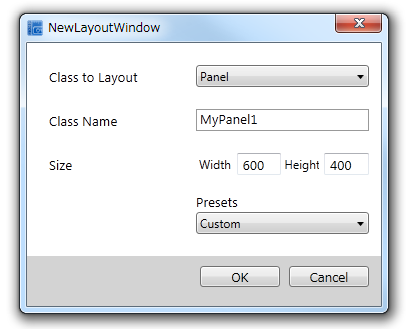 NewLayoutWindow
Class to Layout Panel
Class Name MyPanel1
Size Width 600 Height 400
Presets
Custom
OK Cancel